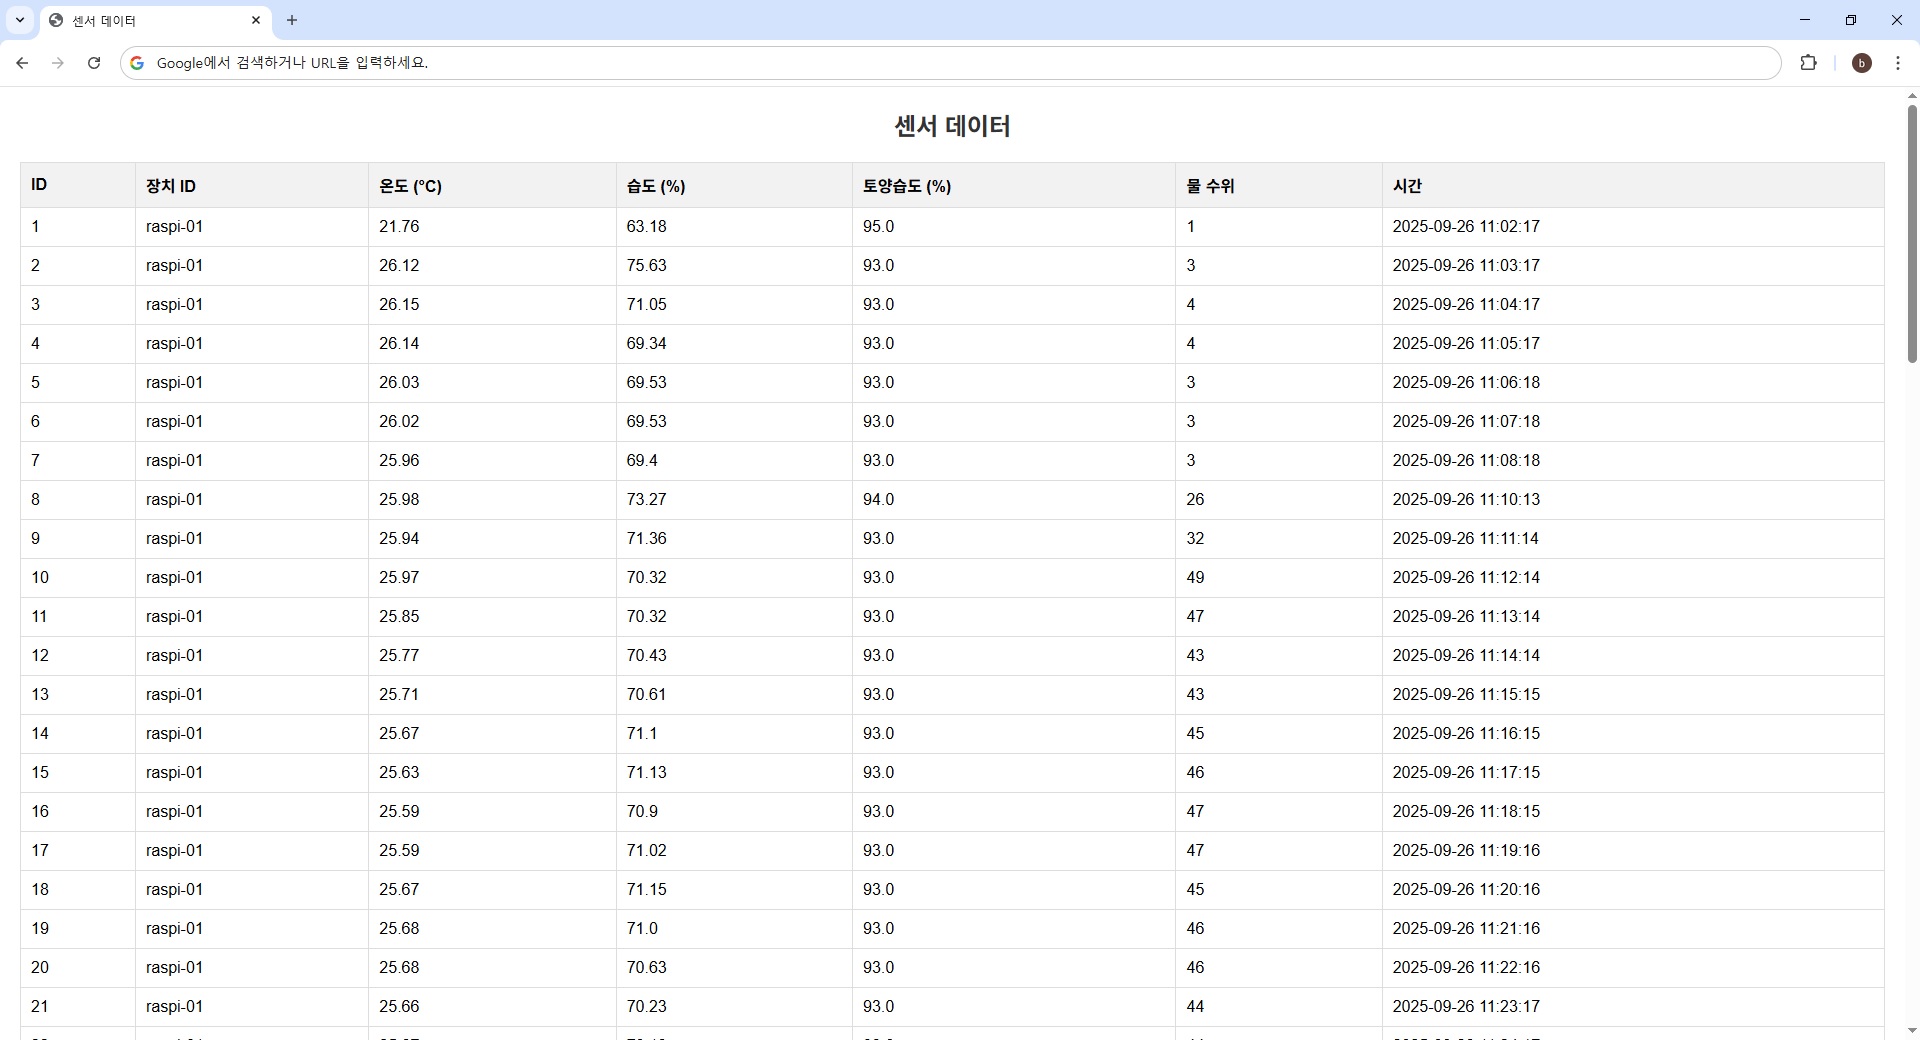 센서 데이터
Google에서 검색하거나 URL을 입력하세요.
b
센서 데이터
ID 장치 ID 온도 (°C) 습도 (%) 토양습도 (%) 물 수위 시간
1 raspi-01 21.76 63.18 95.0 1 2025-09-26 11:02:17
2 raspi-01 26.12 75.63 93.0 3 2025-09-26 11:03:17
3 raspi-01 26.15 71.05 93.0 4 2025-09-26 11:04:17
4 raspi-01 26.14 69.34 93.0 4 2025-09-26 11:05:17
5 raspi-01 26.03 69.53 93.0 3 2025-09-26 11:06:18
6 raspi-01 26.02 69.53 93.0 3 2025-09-26 11:07:18
7 raspi-01 25.96 69.4 93.0 3 2025-09-26 11:08:18
8 raspi-01 25.98 73.27 94.0 26 2025-09-26 11:10:13
9 raspi-01 25.94 71.36 93.0 32 2025-09-26 11:11:14
10 raspi-01 25.97 70.32 93.0 49 2025-09-26 11:12:14
11 raspi-01 25.85 70.32 93.0 47 2025-09-26 11:13:14
12 raspi-01 25.77 70.43 93.0 43 2025-09-26 11:14:14
13 raspi-01 25.71 70.61 93.0 43 2025-09-26 11:15:15
14 raspi-01 25.67 71.1 93.0 45 2025-09-26 11:16:15
15 raspi-01 25.63 71.13 93.0 46 2025-09-26 11:17:15
16 raspi-01 25.59 70.9 93.0 47 2025-09-26 11:18:15
17 raspi-01 25.59 71.02 93.0 47 2025-09-26 11:19:16
18 raspi-01 25.67 71.15 93.0 45 2025-09-26 11:20:16
19 raspi-01 25.68 71.0 93.0 46 2025-09-26 11:21:16
20 raspi-01 25.68 70.63 93.0 46 2025-09-26 11:22:16
21 raspi-01 25.66 70.23 93.0 44 2025-09-26 11:23:17